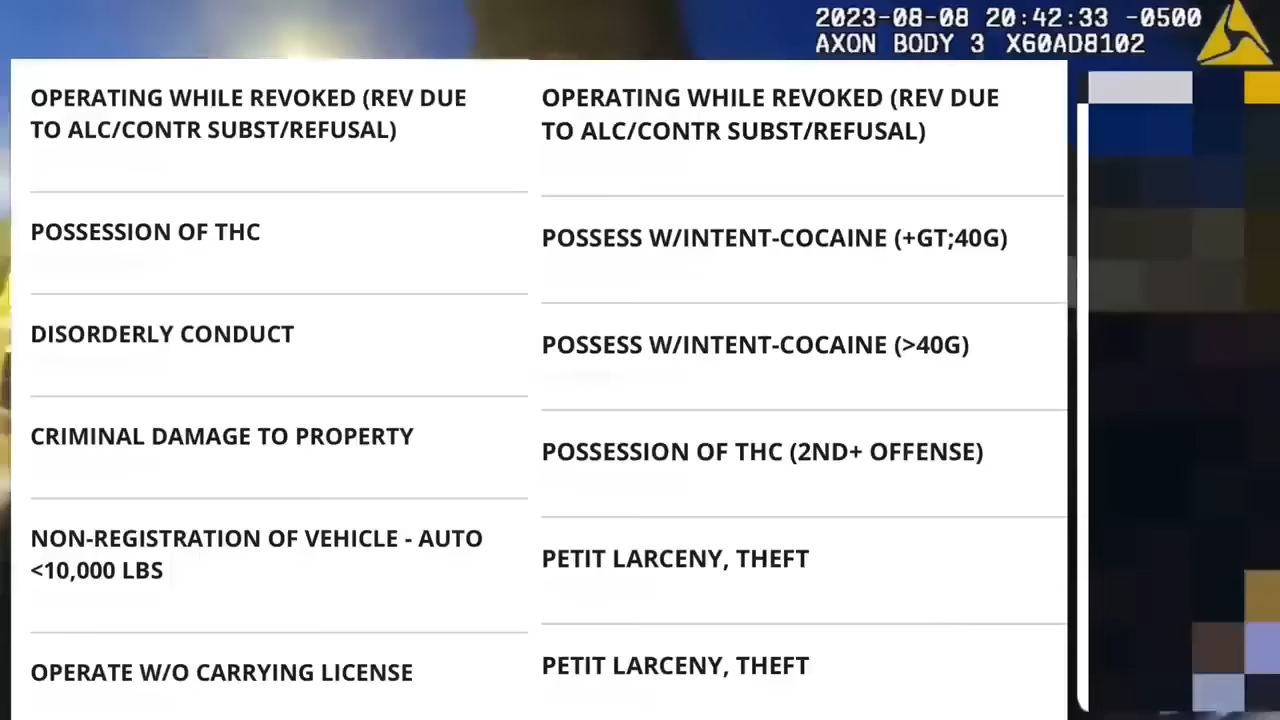 2023-08-08 20:42:33 -0500
AXON BODY 3 X60AD8102
OPERATING WHILE REVOKED (REV DUE
TO ALC/CONTR SUBST/REFUSAL)
POSSESSION OF THC
DISORDERLY CONDUCT
CRIMINAL DAMAGE TO PROPERTY
NON-REGISTRATION OF VEHICLE - AUTO
<10,000 LBS
OPERATE W/O CARRYING LICENSE
OPERATING WHILE REVOKED (REV DUE
TO ALC/CONTR SUBST/REFUSAL)
POSSESS W/INTENT-COCAINE (+GT;40G)
POSSESS W/INTENT-COCAINE (>40G)
POSSESSION OF THC (2ND+ OFFENSE)
PETIT LARCENY, THEFT
PETIT LARCENY, THEFT